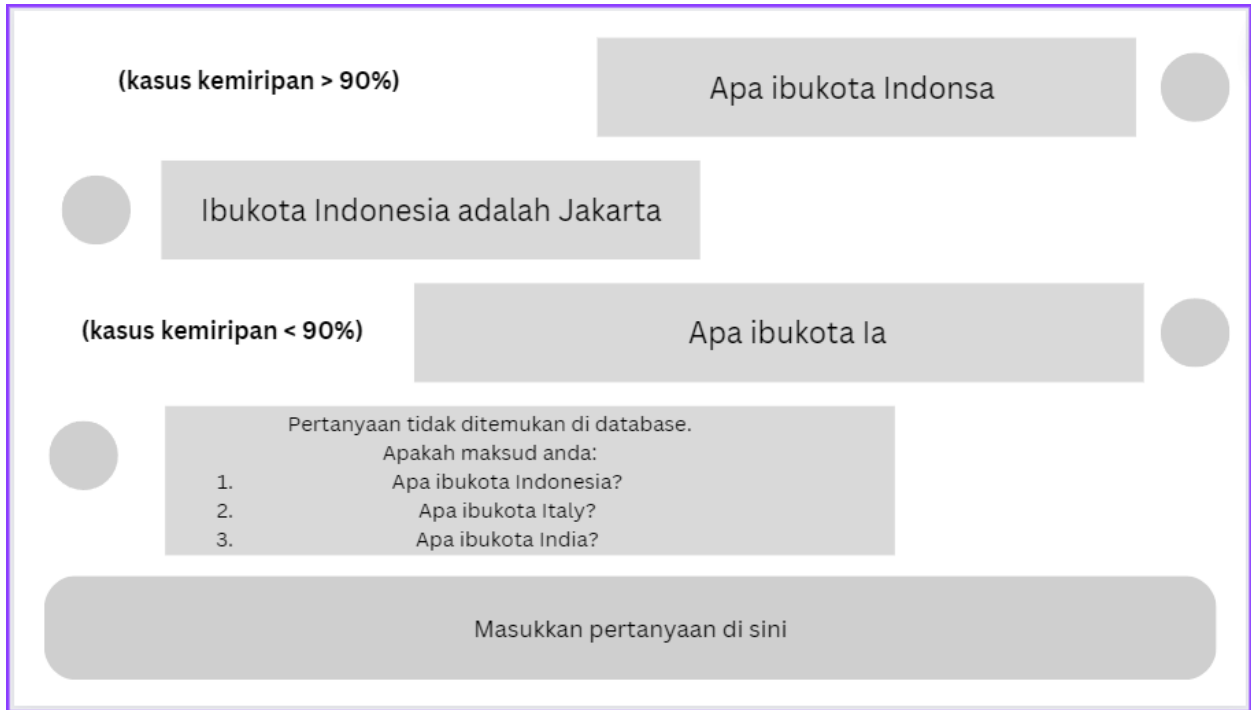 (kasus kemiripan > 90%)
Apa ibukota Indonsa
Ibukota Indonesia adalah Jakarta
(kasus kemiripan < 90%)
Apa ibukota Ia
Pertanyaan tidak ditemukan di database.
Apakah maksud anda:
1. Apa ibukota Indonesia?
2. Apa ibukota Italy?
3. Apa ibukota India?
Masukkan pertanyaan di sini